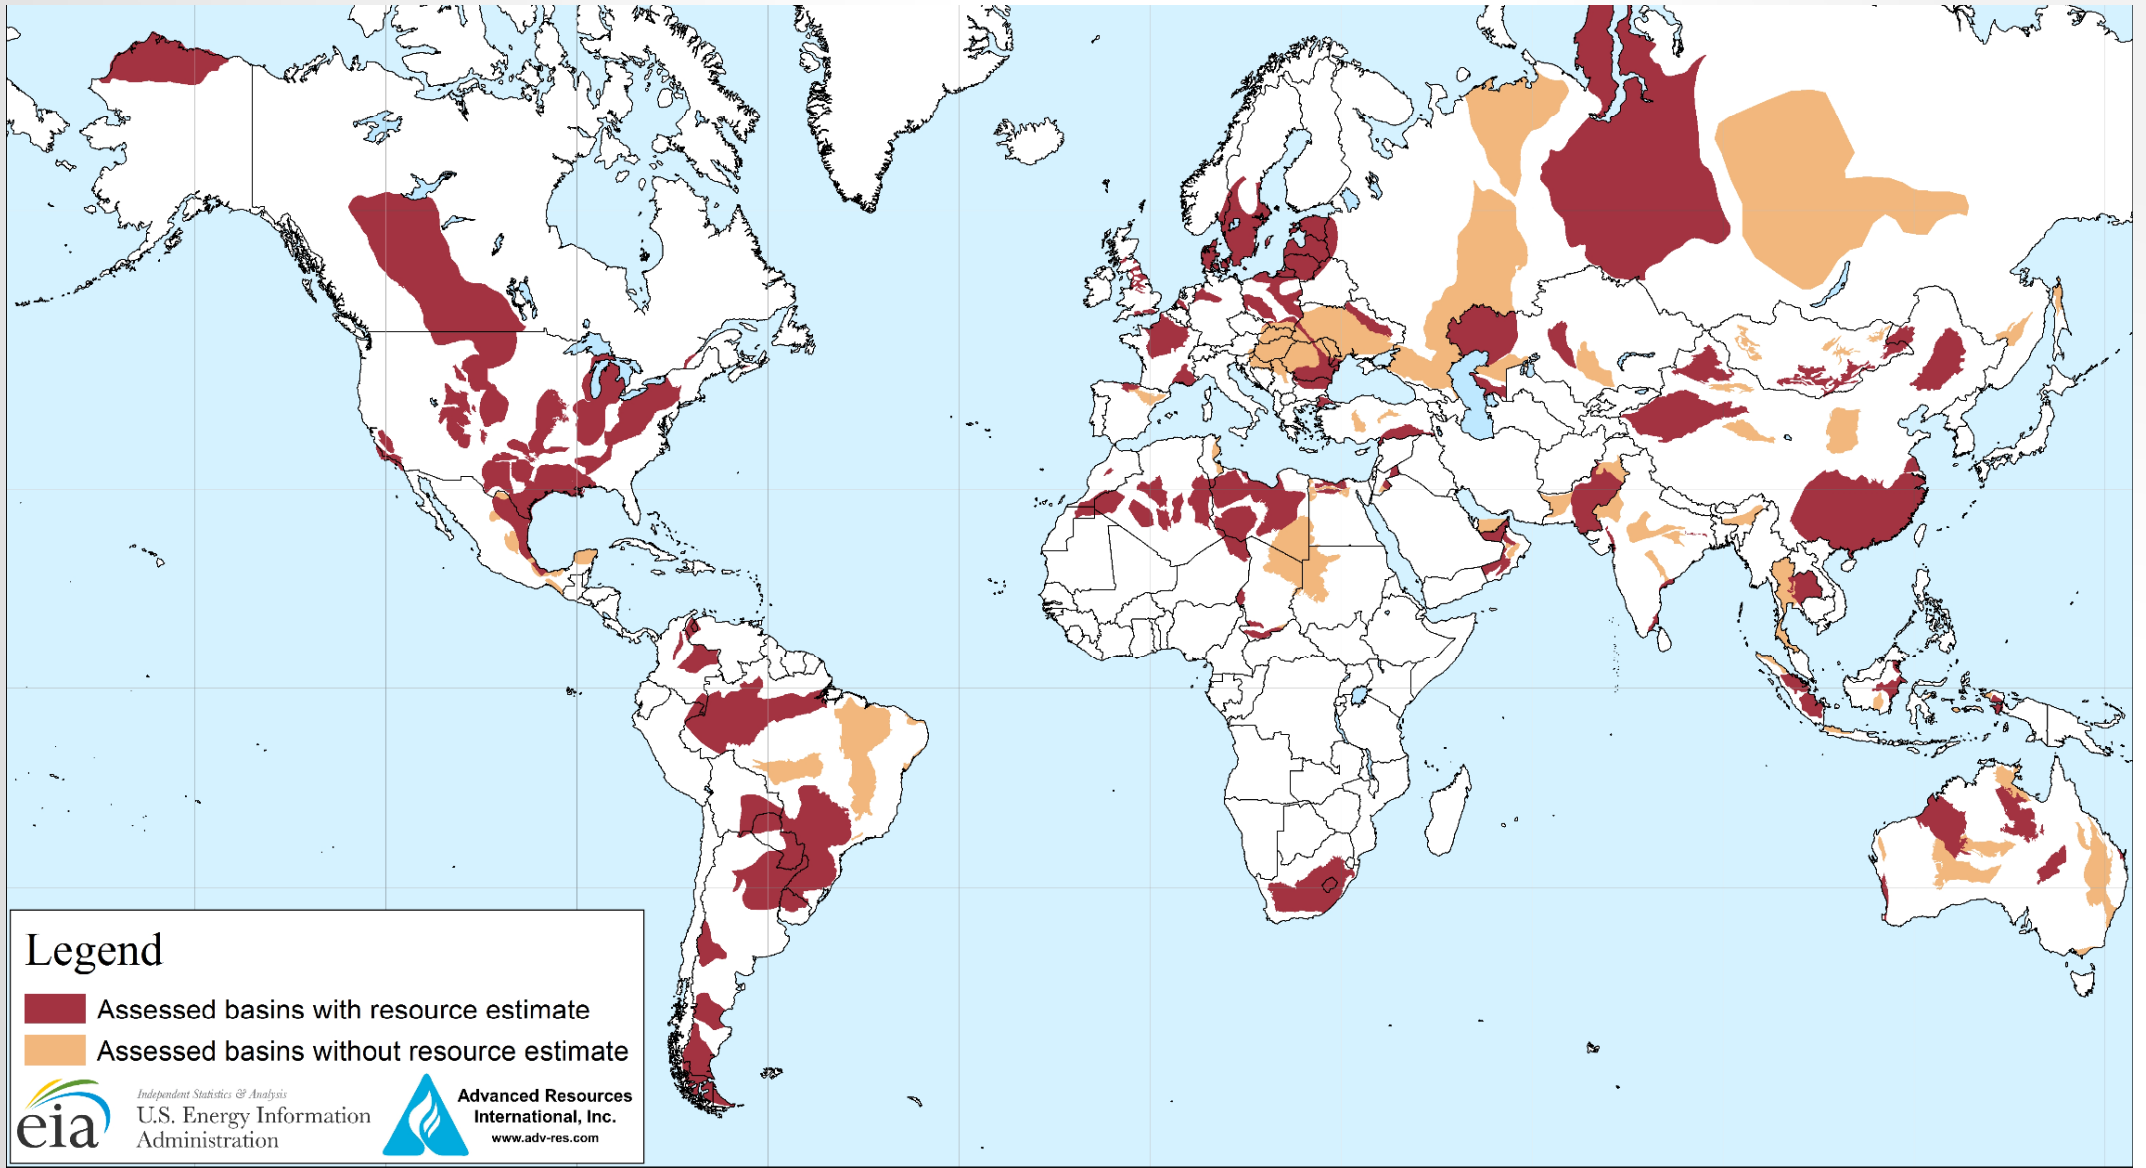 Legend
Assessed basins with resource estimate
Assessed basins without resource estimate
eia
Independent Statistics & Analysis
U.S. Energy Information
Administration
Advanced Resources
International, Inc.
www.adv-res.com